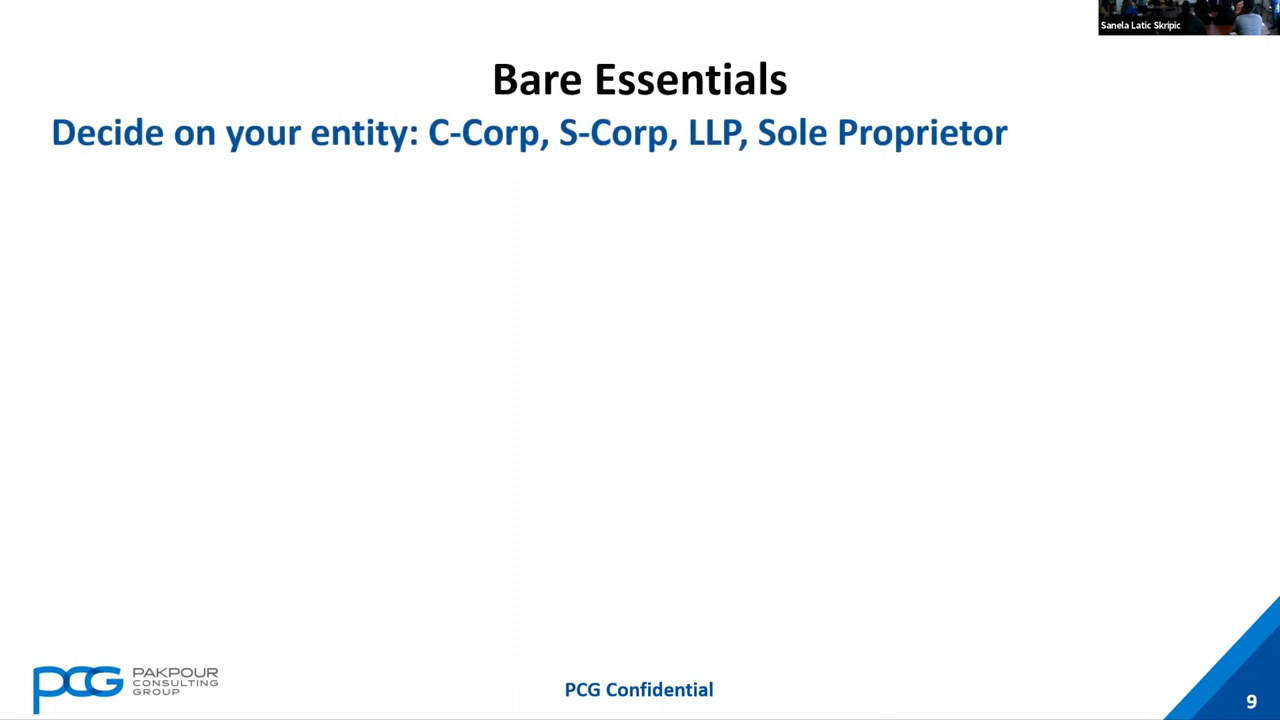 Sanela Latic Skripic
Bare Essentials
Decide on your entity: C-Corp, S-Corp, LLP, Sole Proprietor
PCG
PAKPOUR
CONSULTING
GROUP
PCG Confidential
9